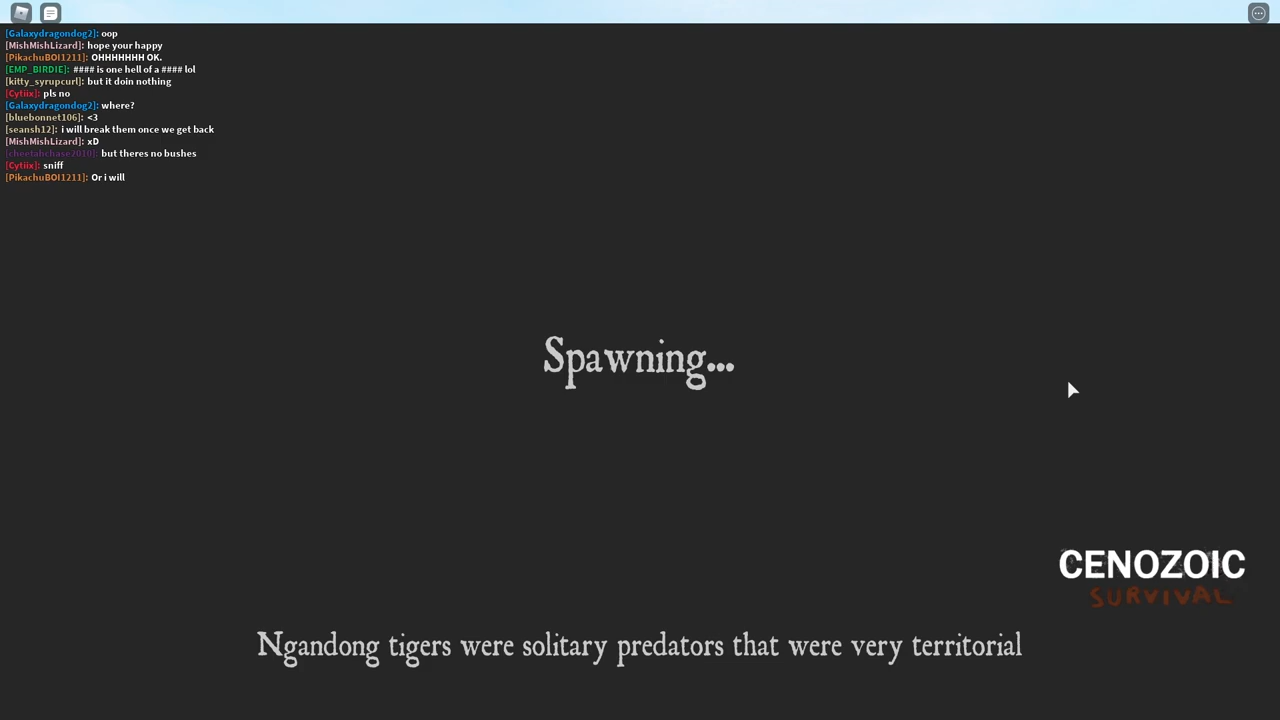 [Galaxydragondog2]: oop
[MishMishLizard]: hope your happy
[PikachuBOI1211]: OHHHHHHH OK.
[EMP_BIRDIE]: #### is one hell of a #### lol
[kitty_syrupcurl]: but it doin nothing
[Cytiix]: pls no
[Galaxydragondog2]: where?
[bluebonnet106]: <3
[seansh12]: i will break them once we get back
[MishMishLizard]: xD
[cheetahchase2010]: but theres no bushes
[Cytiix]: sniff
[PikachuBOI1211]: Or i will
Spawning...
CENOZOIC
SURVIVAL
Ngandong tigers were solitary predators that were very territorial